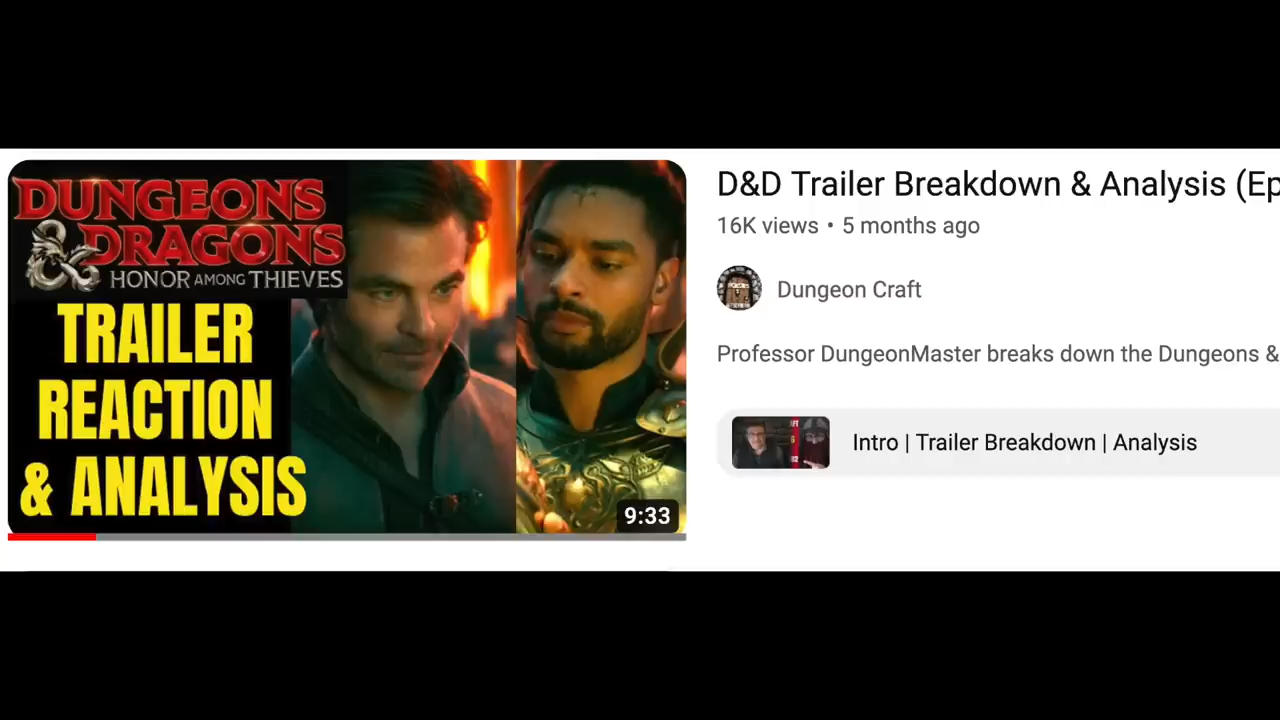 DUNGEONS
& DRAGONS
HONOR AMONG THIEVES
TRAILER
REACTION
& ANALYSIS
9:33
D&D Trailer Breakdown & Analysis (Ep
16K views • 5 months ago
Dungeon Craft
Professor DungeonMaster breaks down the Dungeons &
Intro | Trailer Breakdown | Analysis